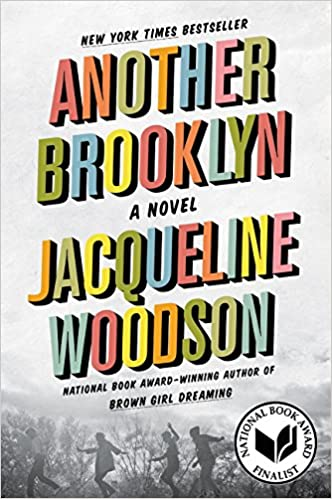 NEW YORK TIMES BESTSELLER
ANOTHER
BROOKLYN
A NOVEL
JACQUELINE
WOODSON
NATIONAL BOOK AWARD-WINNING AUTHOR OF
BROWN GIRL DREAMING
NATIONAL BOOK AWARD
FINALIST